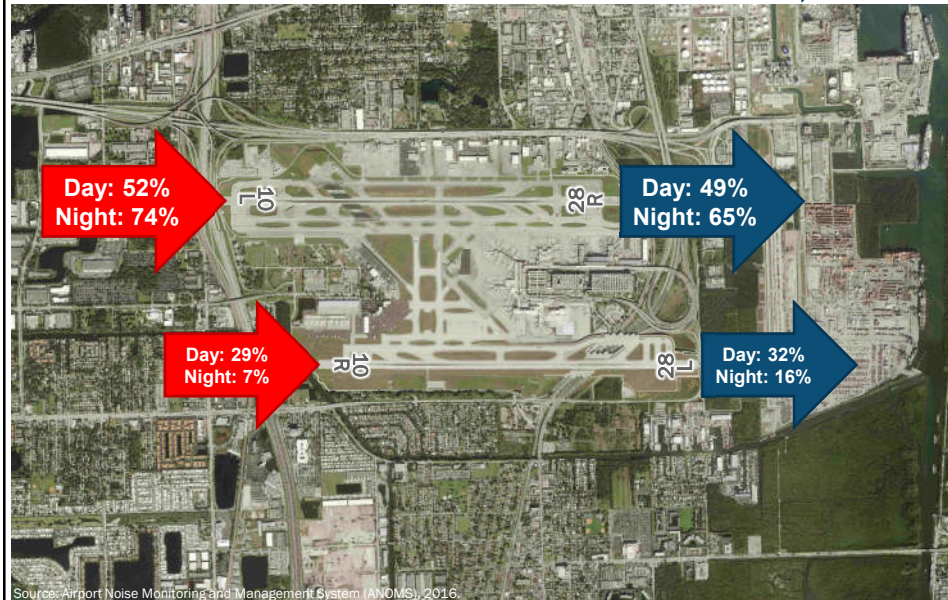 Day: 52%
Night: 74%
10
L
28
R
Day: 49%
Night: 65%
Day: 29%
Night: 7%
10
R
28
L
Day: 32%
Night: 16%
Source: Airport Noise Monitoring and Management System (ANOMS), 2016.